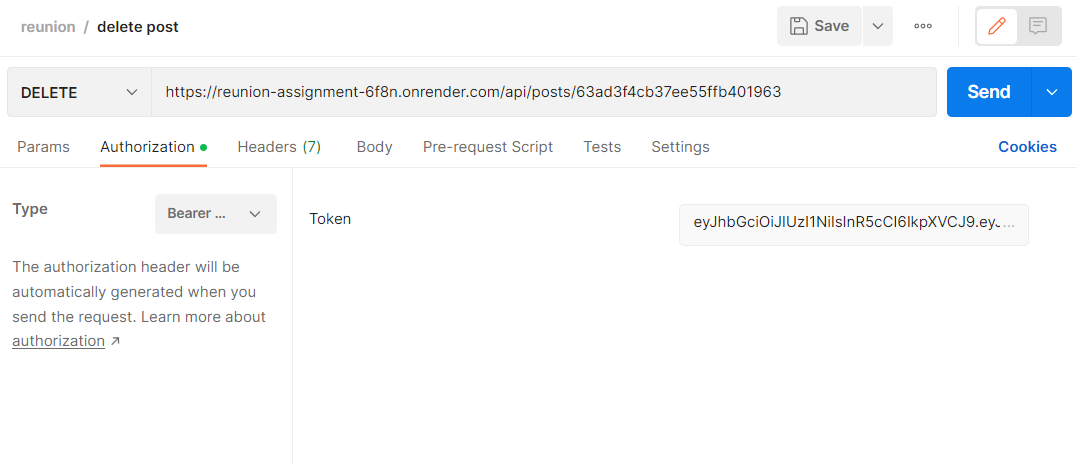 reunion / delete post
Save
DELETE
https://reunion-assignment-6f8n.onrender.com/api/posts/63ad3f4cb37ee55ffb401963
Send
Params
Authorization
Headers (7)
Body
Pre-request Script
Tests
Settings
Cookies
Type
Bearer ...
The authorization header will be
automatically generated when you
send the request. Learn more about
authorization ↗
Token
eyJhbGciOiJIUzI1NiIsInR5cCI6IkpXVCJ9.eyJ...